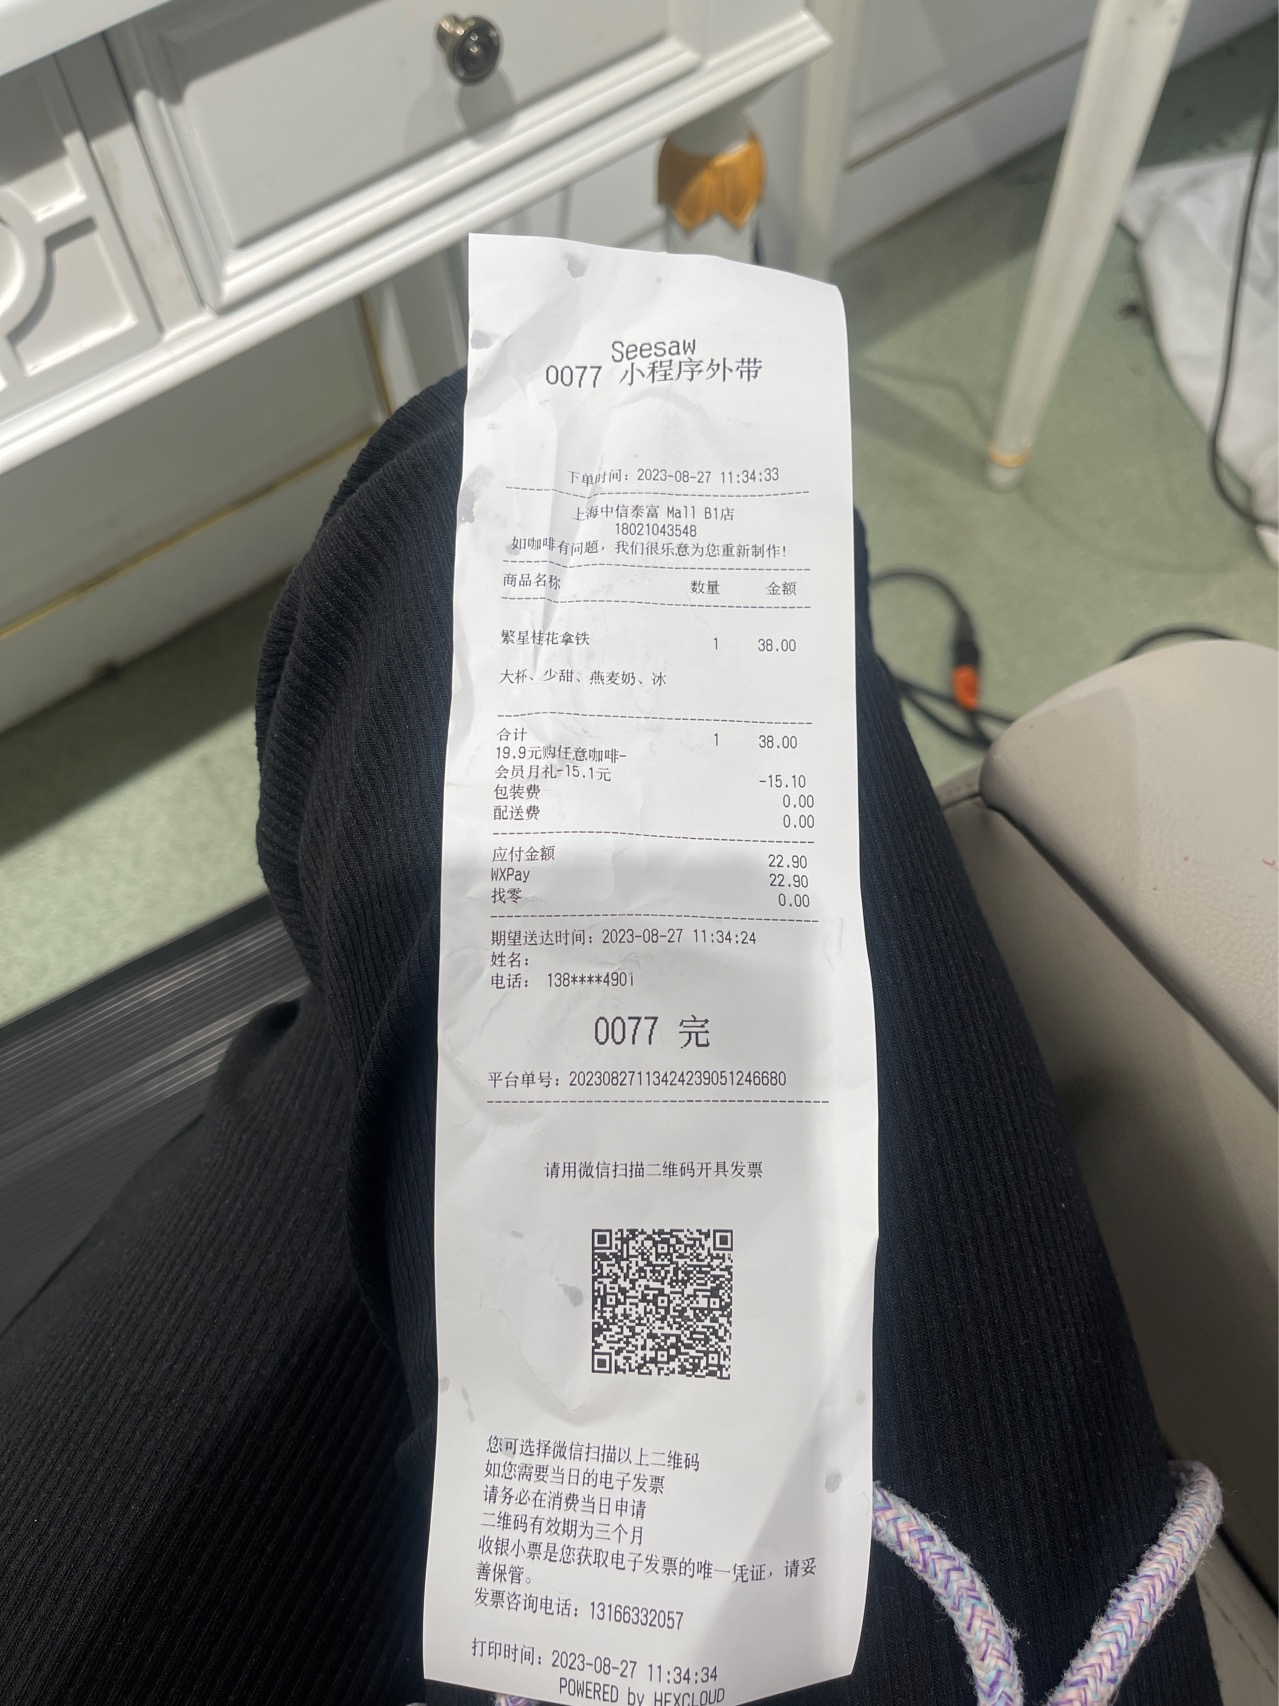 Seesaw
0077 小程序外带
下单时间：2023-08-27 11:34:33
上海中信泰富 Mall B1店
18021043548
如咖啡有问题，我们很乐意为您重新制作！
商品名称 数量 金额
繁星桂花拿铁 1 38.00
大杯、少甜、燕麦奶、冰
合计 1 38.00
19.9元购任意咖啡-
会员月礼-15.1元 -15.10
包装费 0.00
配送费 0.00
应付金额 22.90
WXPay 22.90
找零 0.00
期望送达时间：2023-08-27 11:34:24
姓名：
电话： 138****4901
0077 完
平台单号：20230827113424239051246680
请用微信扫描二维码开具发票
您可选择微信扫描以上二维码
如您需要当日的电子发票
请务必在消费当日申请
二维码有效期为三个月
收银小票是您获取电子发票的唯一凭证，请妥
善保管。
发票咨询电话：13166332057
打印时间：2023-08-27 11:34:34
POWERED by HEXCLOUD